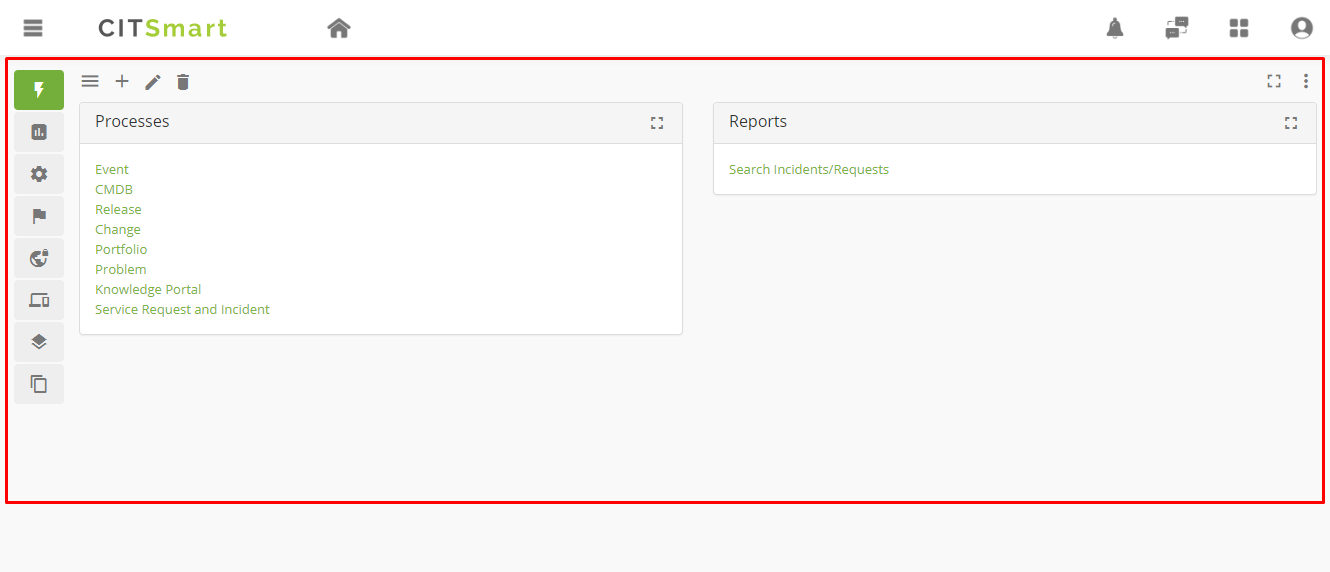 CITSmart
Processes
Event
CMDB
Release
Change
Portfolio
Problem
Knowledge Portal
Service Request and Incident
Reports
Search Incidents/Requests